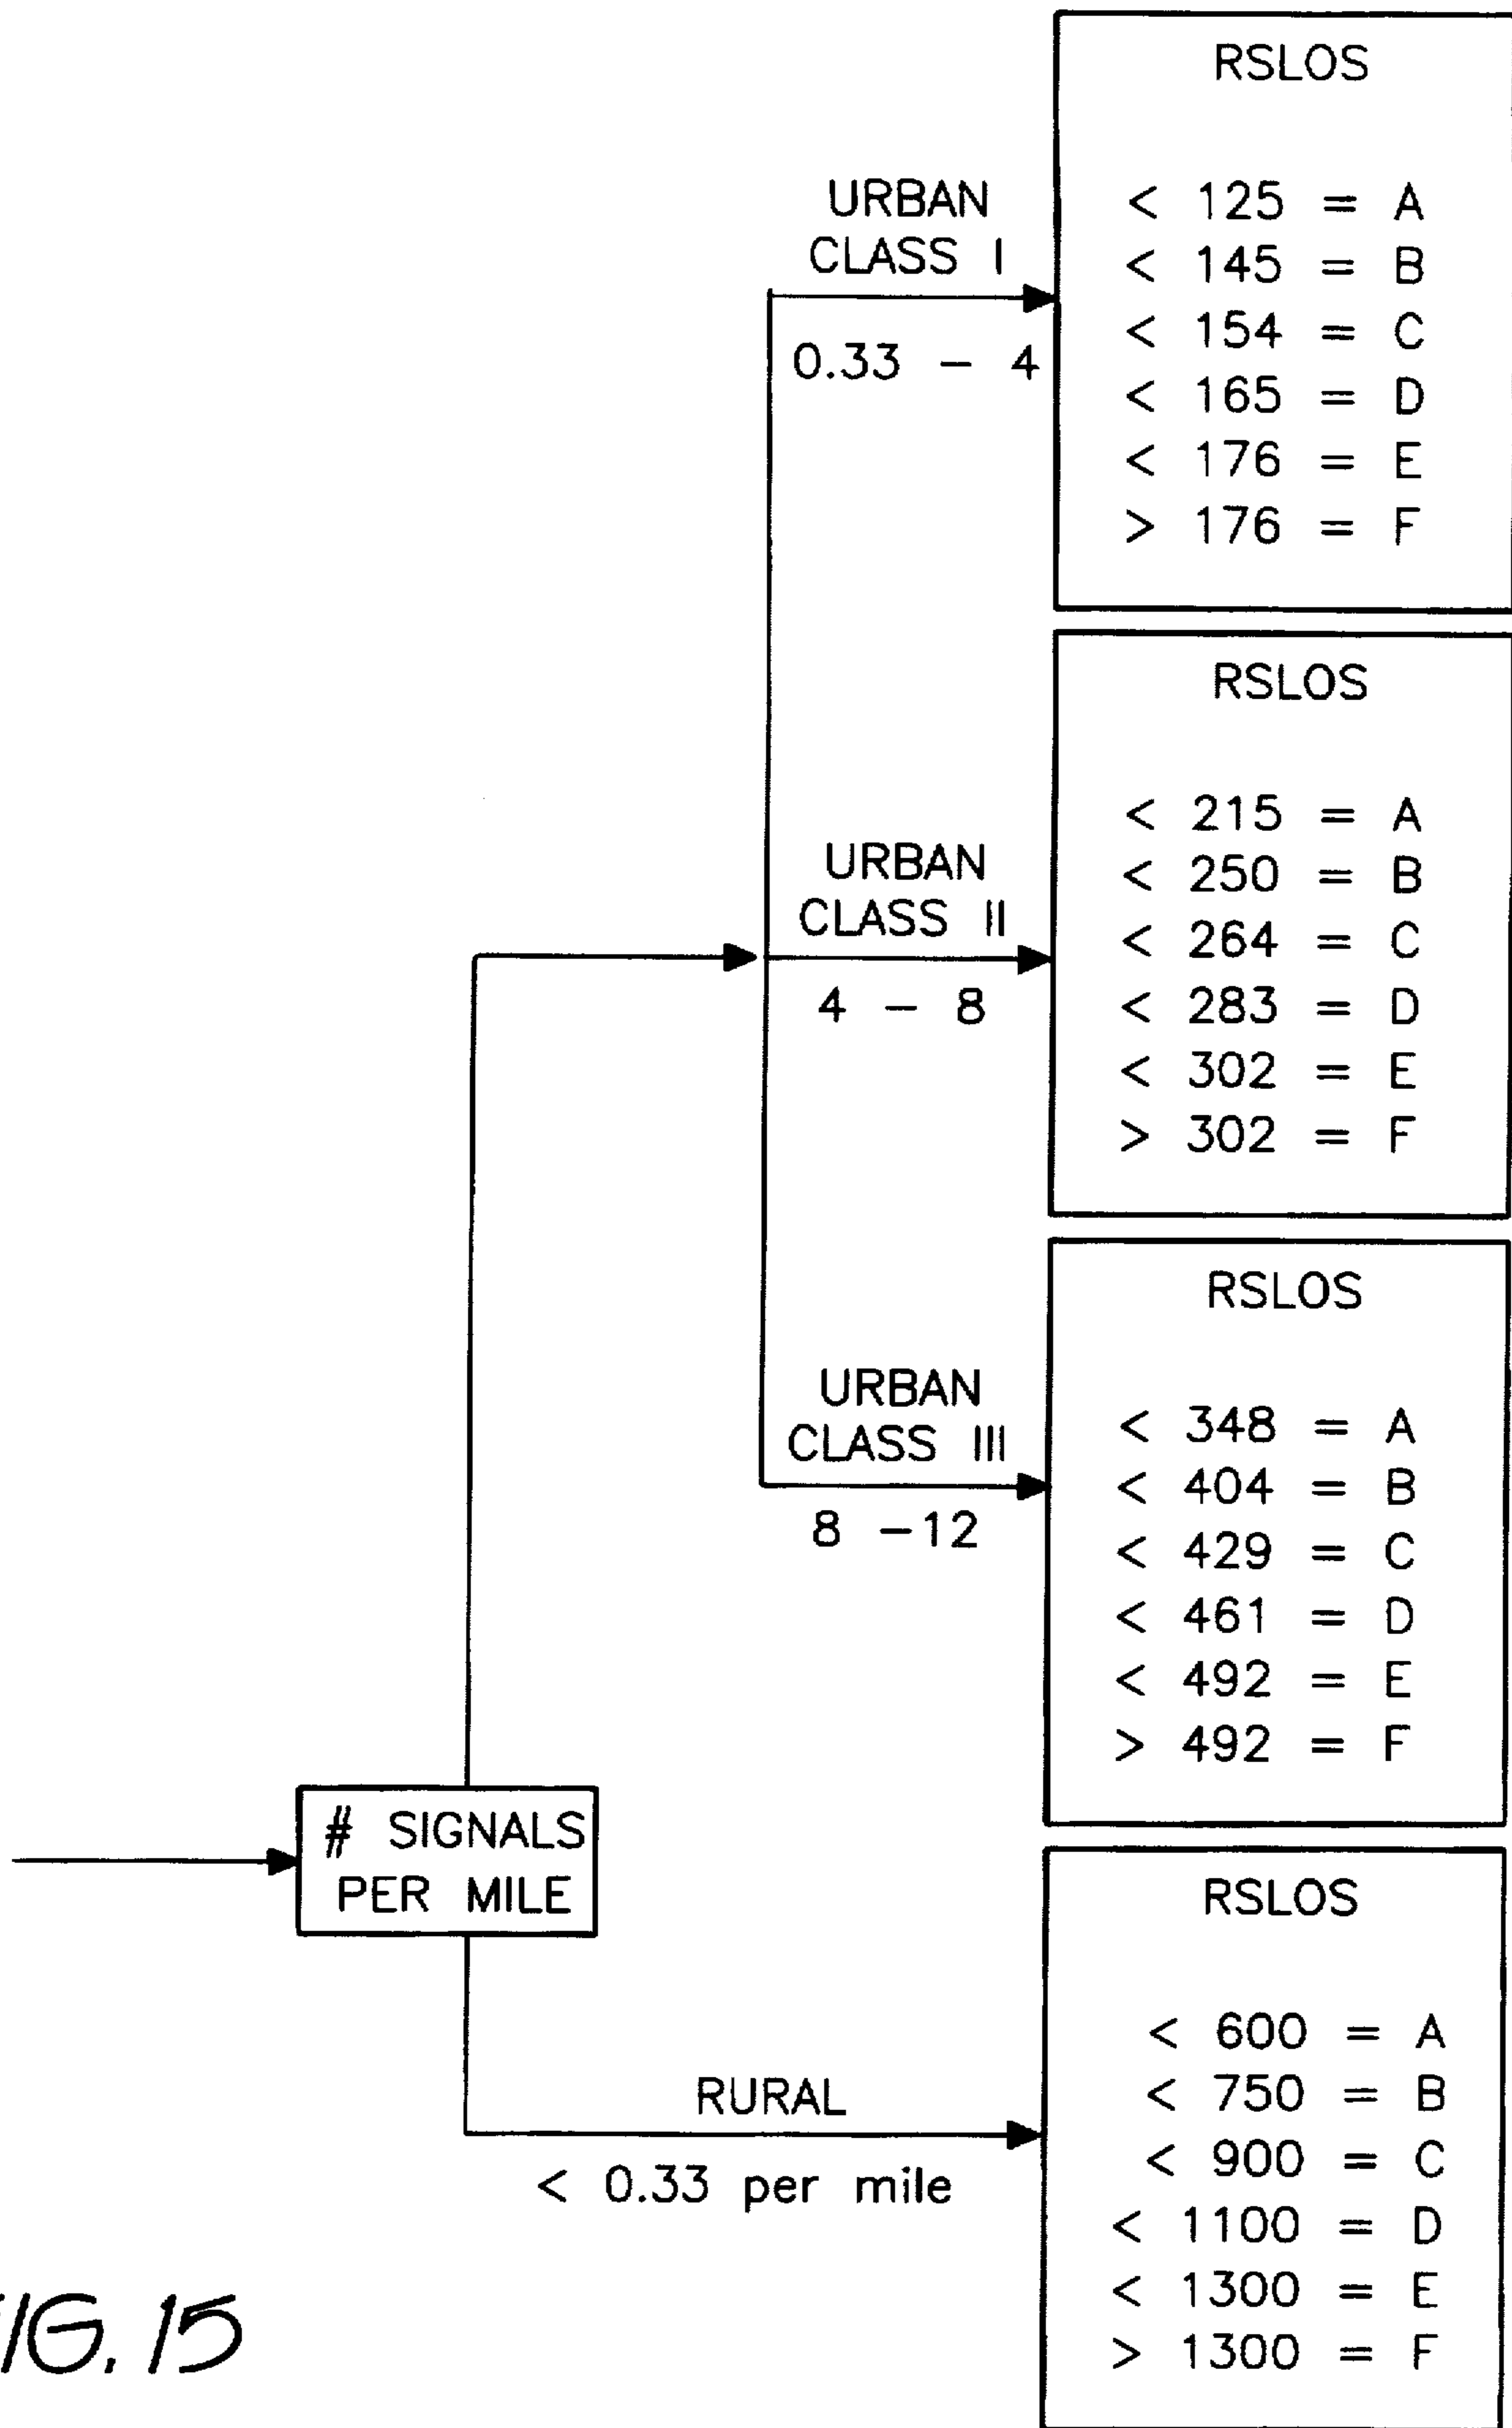 RSLOS
< 125 = A
< 145 = B
< 154 = C
< 165 = D
< 176 = E
> 176 = F
URBAN
CLASS I
0.33 - 4
RSLOS
< 215 = A
< 250 = B
< 264 = C
< 283 = D
< 302 = E
> 302 = F
URBAN
CLASS II
4 - 8
RSLOS
< 348 = A
< 404 = B
< 429 = C
< 461 = D
< 492 = E
> 492 = F
URBAN
CLASS III
8 -12
# SIGNALS
PER MILE
RSLOS
< 600 = A
< 750 = B
< 900 = C
< 1100 = D
< 1300 = E
> 1300 = F
RURAL
< 0.33 per mile
FIG. 15